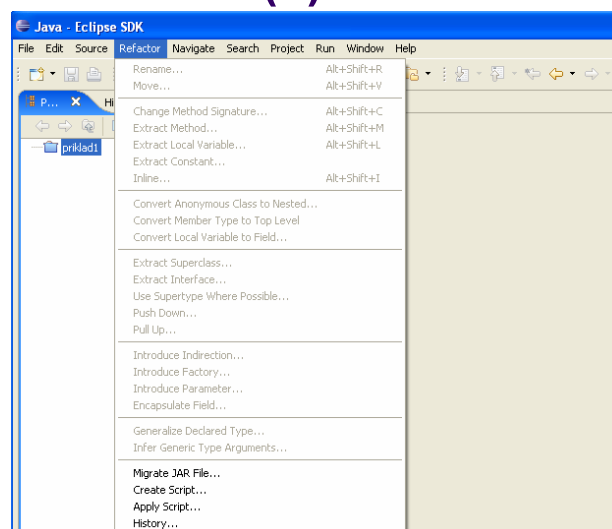 Java - Eclipse SDK
File Edit Source Refactor Navigate Search Project Run Window Help
Rename... Alt+Shift+R
Move... Alt+Shift+V
P... Hi
Change Method Signature... Alt+Shift+C
Extract Method... Alt+Shift+M
Extract Local Variable... Alt+Shift+L
priklad1
Extract Constant...
Inline... Alt+Shift+I
Convert Anonymous Class to Nested...
Convert Member Type to Top Level
Convert Local Variable to Field...
Extract Superclass...
Extract Interface...
Use Supertype Where Possible...
Push Down...
Pull Up...
Introduce Indirection...
Introduce Factory...
Introduce Parameter...
Encapsulate Field...
Generalize Declared Type...
Infer Generic Type Arguments...
Migrate JAR File...
Create Script...
Apply Script...
History...